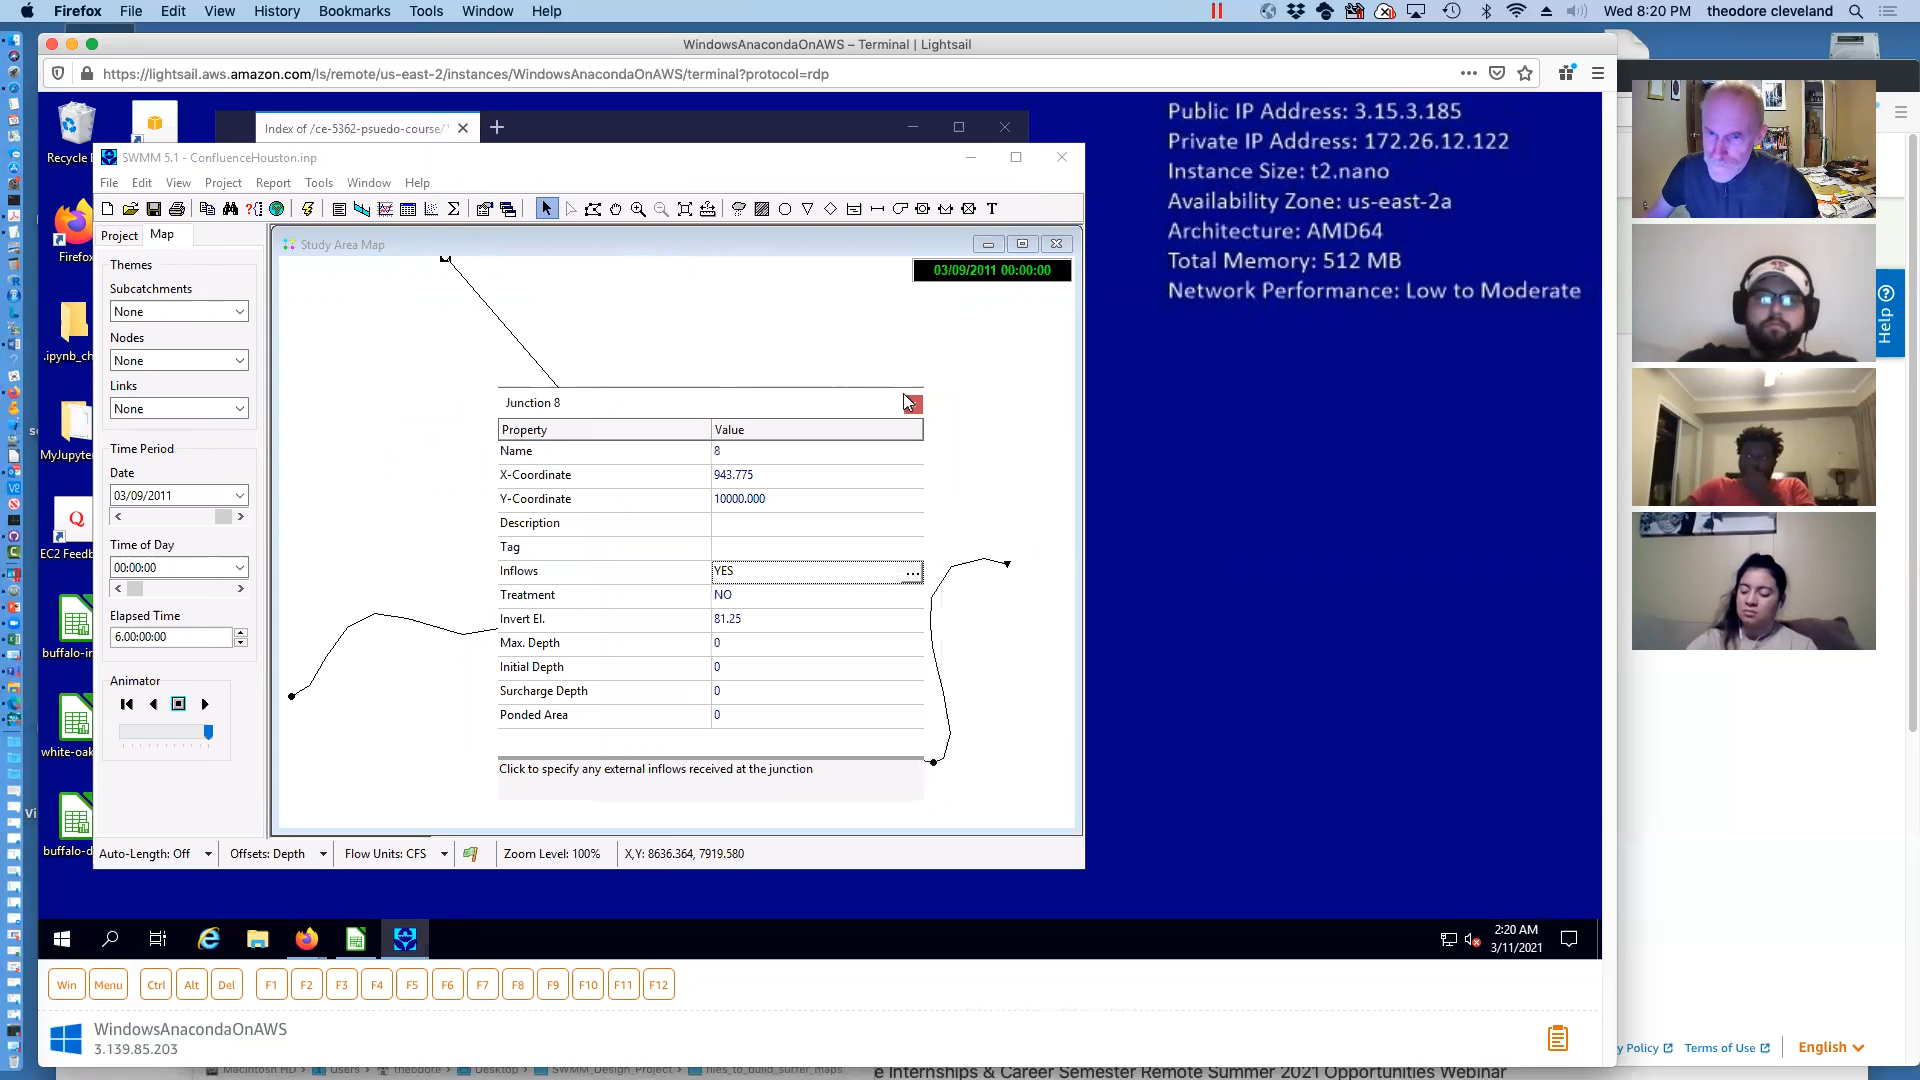 Firefox File Edit View History Bookmarks Tools Window Help
Wed 8:20 PM theodore cleveland
WindowsAnacondaOnAWS – Terminal | Lightsail
https://lightsail.aws.amazon.com/ls/remote/us-east-2/instances/WindowsAnacondaOnAWS/terminal?protocol=rdp
Public IP Address: 3.15.3.185
Private IP Address: 172.26.12.122
Instance Size: t2.nano
Availability Zone: us-east-2a
Architecture: AMD64
Total Memory: 512 MB
Network Performance: Low to Moderate
Recycle
Firefox
.ipynb_ch
MyJupyter
EC2 Feedb
buffalo-in
white-oak
buffalo-d
Index of /ce-5362-psuedo-course/
SWMM 5.1 - ConfluenceHouston.inp
File Edit View Project Report Tools Window Help
Project Map
Themes
Subcatchments
None
Nodes
None
Links
None
Time Period
Date
03/09/2011
Time of Day
00:00:00
Elapsed Time
6.00:00:00
Animator
Study Area Map
03/09/2011 00:00:00
Junction 8
Property Value
Name 8
X-Coordinate 943.775
Y-Coordinate 10000.000
Description
Tag
Inflows YES ...
Treatment NO
Invert El. 81.25
Max. Depth 0
Initial Depth 0
Surcharge Depth 0
Ponded Area 0
Click to specify any external inflows received at the junction
Auto-Length: Off Offsets: Depth Flow Units: CFS Zoom Level: 100% X,Y: 8636.364, 7919.580
2:20 AM
3/11/2021
Win Menu Ctrl Alt Del F1 F2 F3 F4 F5 F6 F7 F8 F9 F10 F11 F12
WindowsAnacondaOnAWS
3.139.85.203
Help
y Policy Terms of Use English
Macintosh HD Users theodore Desktop SWMM_Design_Project files_to_build_surfer_maps
e Internships & Career Semester Remote Summer 2021 Opportunities Webinar